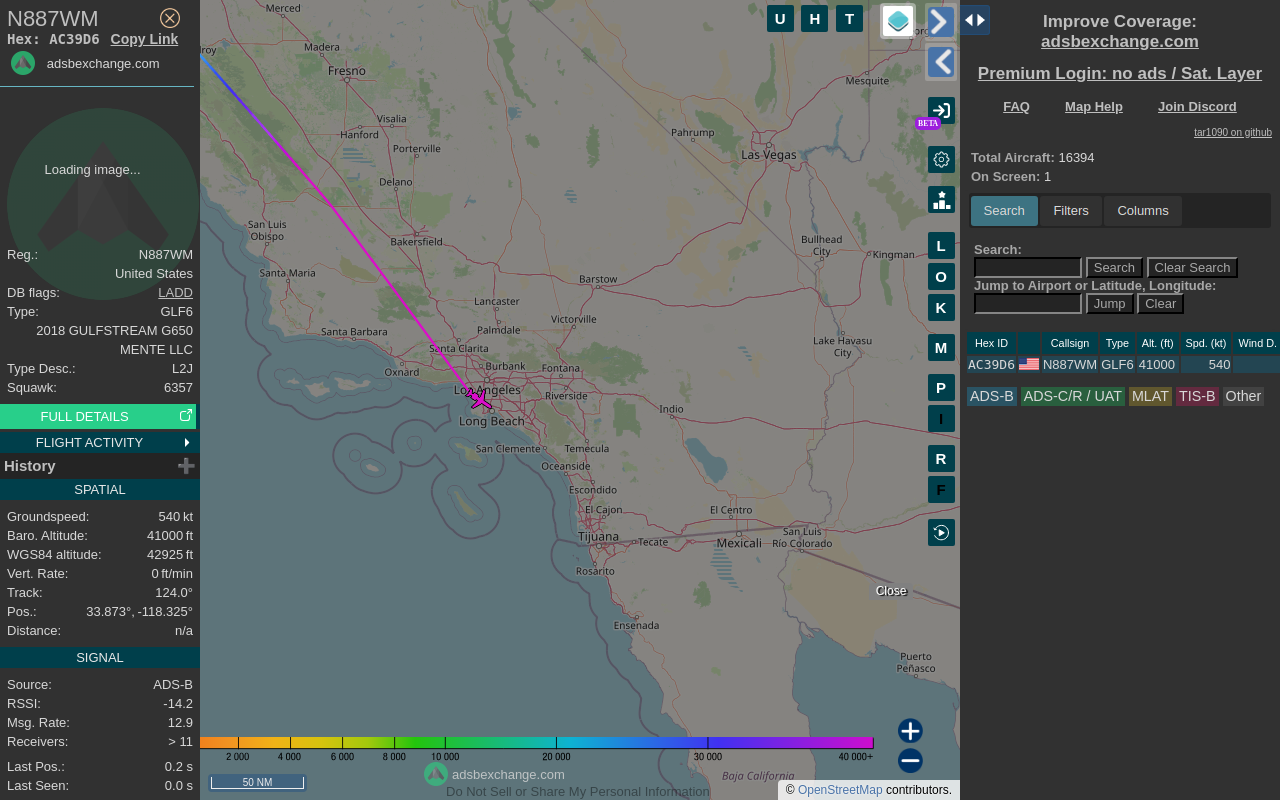 N887WM
Hex: AC39D6 Copy Link
adsbexchange.com
Loading image...
Reg.: N887WM
United States
DB flags: LADD
Type: GLF6
2018 GULFSTREAM G650
MENTE LLC
Type Desc.: L2J
Squawk: 6357
FULL DETAILS
FLIGHT ACTIVITY
History
SPATIAL
Groundspeed: 540 kt
Baro. Altitude: 41000 ft
WGS84 altitude: 42925 ft
Vert. Rate: 0 ft/min
Track: 124.0°
Pos.: 33.873°, -118.325°
Distance: n/a
SIGNAL
Source: ADS-B
RSSI: -14.2
Msg. Rate: 12.9
Receivers: > 11
Last Pos.: 0.2 s
Last Seen: 0.0 s
Merced
Madera
Fresno
Visalia
Hanford
Porterville
Delano
San Luis
Obispo
Bakersfield
Santa Maria
Lancaster
Palmdale
Santa Barbara
Santa Clarita
Oxnard
Burbank
Los Angeles
Long Beach
Fontana
Riverside
Victorville
Barstow
San Clemente
Temecula
Oceanside
Escondido
El Cajon
Tijuana
Tecate
Rosarito
Ensenada
Mexicali
El Centro
San Luis
Río Colorado
Indio
Pahrump
Las Vegas
Mesquite
Bullhead
City
Kingman
Lake Havasu
City
Puerto
Peñasco
Baja California
U H T
BETA
L
O
K
M
P
I
R
F
Close
2 000 4 000 6 000 8 000 10 000 20 000 30 000 40 000+
50 NM
adsbexchange.com
Do Not Sell or Share My Personal Information
© OpenStreetMap contributors.
Improve Coverage:
adsbexchange.com
Premium Login: no ads / Sat. Layer
FAQ Map Help Join Discord
tar1090 on github
Total Aircraft: 16394
On Screen: 1
Search Filters Columns
Search:
Search Clear Search
Jump to Airport or Latitude, Longitude:
Jump Clear
Hex ID Callsign Type Alt. (ft) Spd. (kt) Wind D.
AC39D6 N887WM GLF6 41000 540
ADS-B ADS-C/R / UAT MLAT TIS-B Other